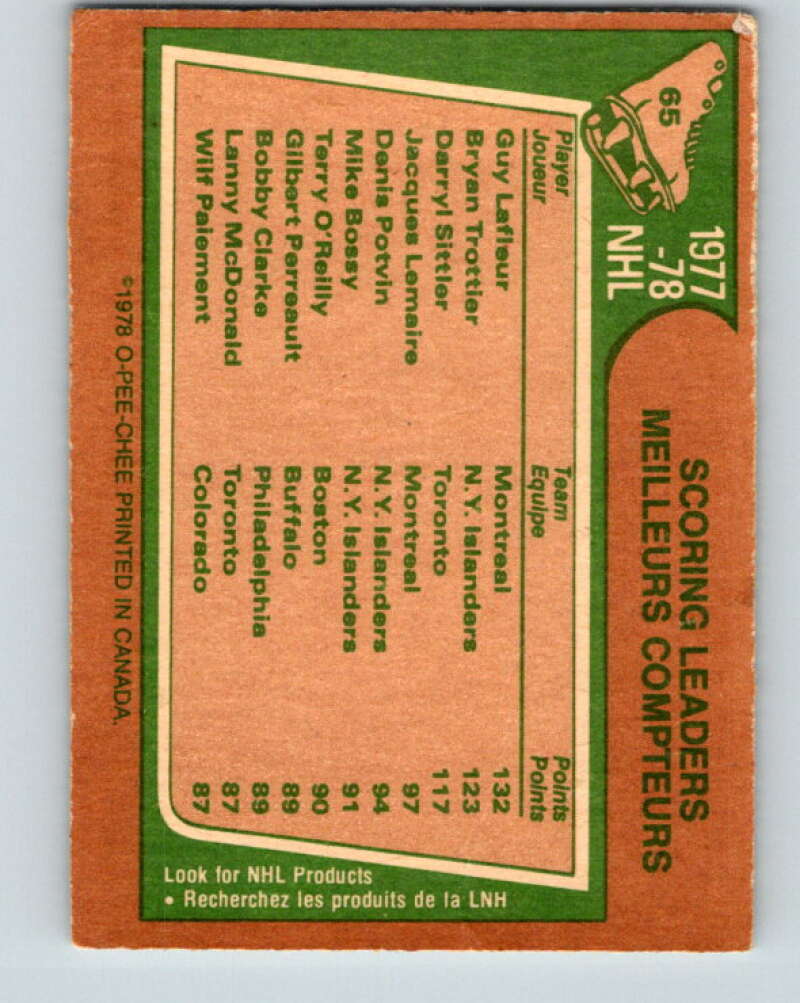 65
1977
-78
NHL
SCORING LEADERS
MEILLEURS COMPTEURS
Player Team Points
Joueur Equipe Points
Guy Lafleur Montreal 132
Bryan Trottier N.Y. Islanders 123
Darryl Sittler Toronto 117
Jacques Lemaire Montreal 97
Denis Potvin N.Y. Islanders 94
Mike Bossy N.Y. Islanders 91
Terry O'Reilly Boston 90
Gilbert Perreault Buffalo 89
Bobby Clarke Philadelphia 89
Lanny McDonald Toronto 87
Wilf Paiement Colorado 87
Look for NHL Products
• Recherchez les produits de la LNH
©1978 O-PEE-CHEE PRINTED IN CANADA.